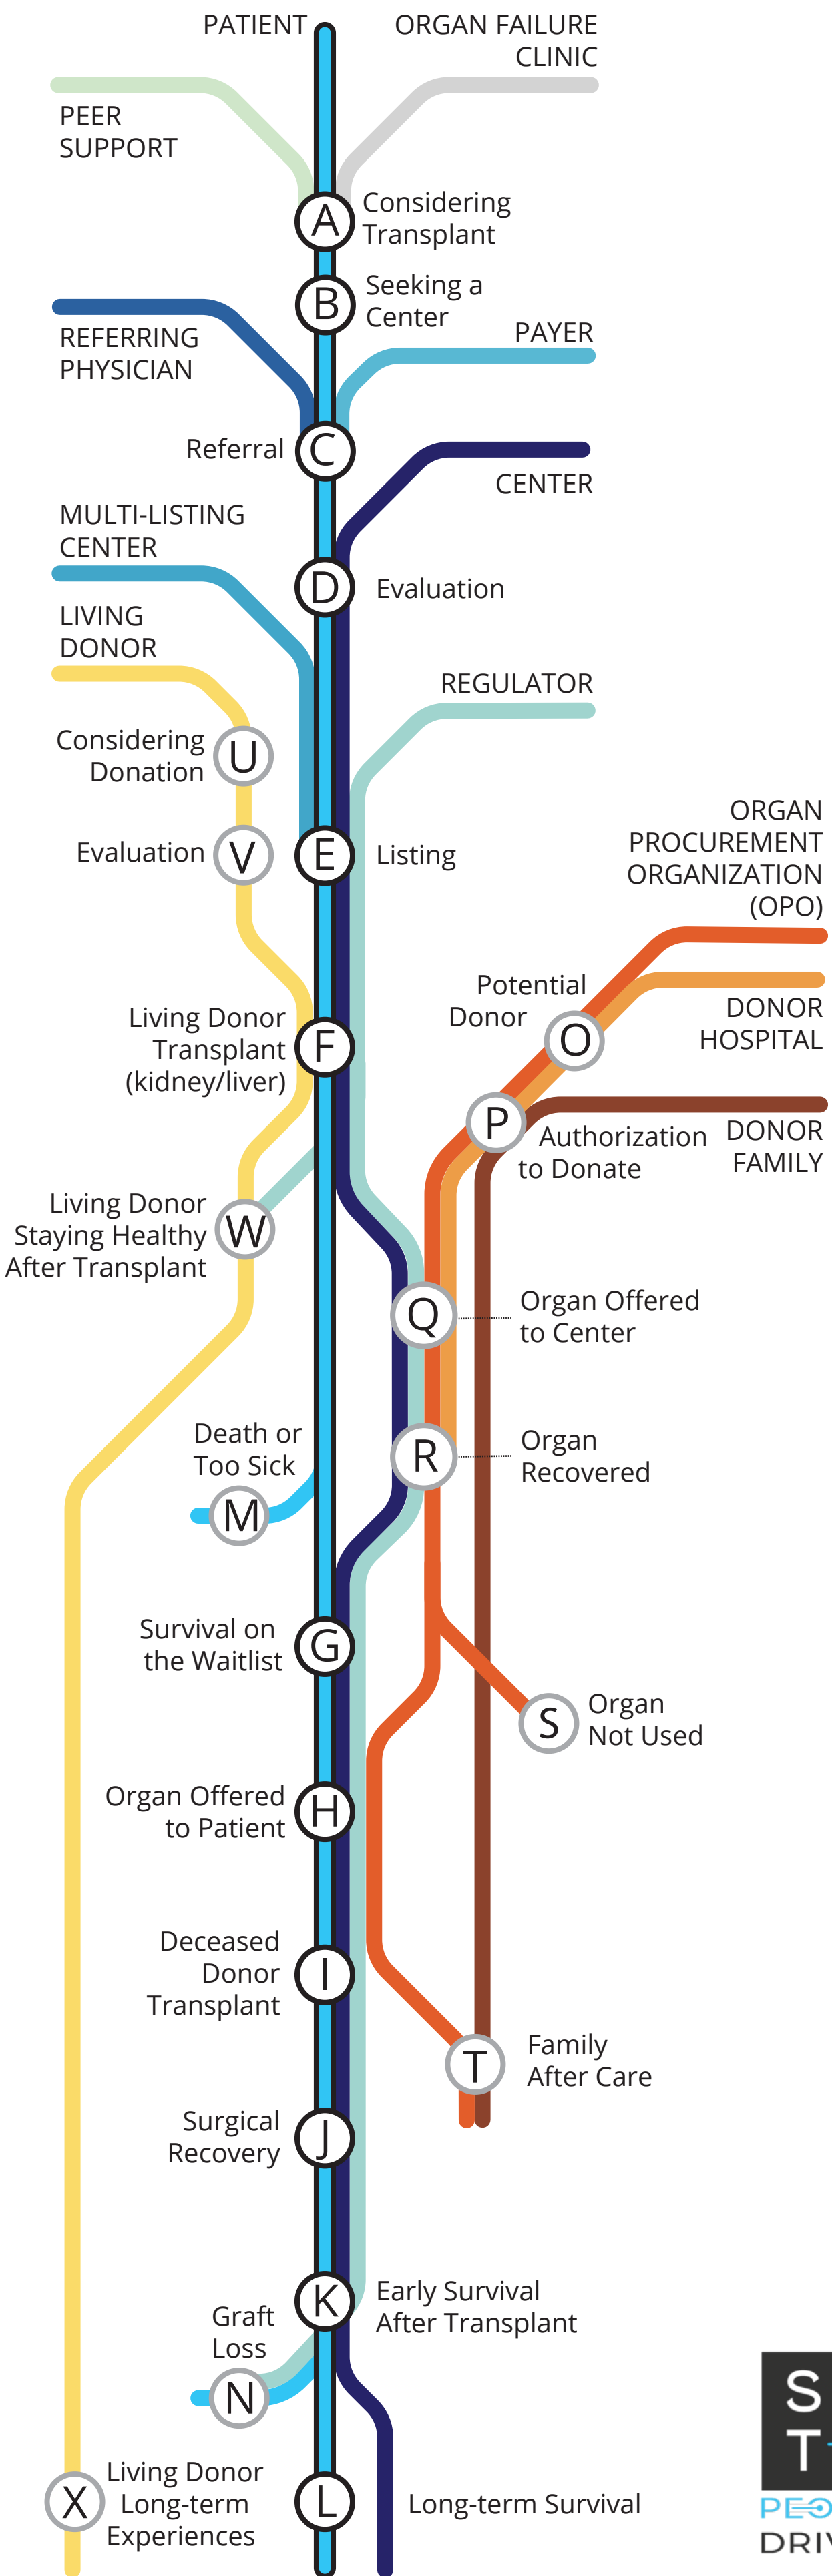 PATIENT
ORGAN FAILURE
CLINIC
PEER
SUPPORT
A
Considering
Transplant
B
Seeking a
Center
REFERRING
PHYSICIAN
PAYER
Referral
C
CENTER
MULTI-LISTING
CENTER
D
Evaluation
LIVING
DONOR
REGULATOR
Considering
Donation
U
Evaluation
V
E
Listing
ORGAN
PROCUREMENT
ORGANIZATION
(OPO)
Potential
Donor
O
DONOR
HOSPITAL
Living Donor
Transplant
(kidney/liver)
F
P
Authorization
to Donate
DONOR
FAMILY
Living Donor
Staying Healthy
After Transplant
W
Q
Organ Offered
to Center
Death or
Too Sick
M
R
Organ
Recovered
Survival on
the Waitlist
G
S
Organ
Not Used
Organ Offered
to Patient
H
Deceased
Donor
Transplant
I
T
Family
After Care
Surgical
Recovery
J
K
Early Survival
After Transplant
Graft
Loss
N
X
Living Donor
Long-term
Experiences
L
Long-term Survival
S
T
PEO
DRIV